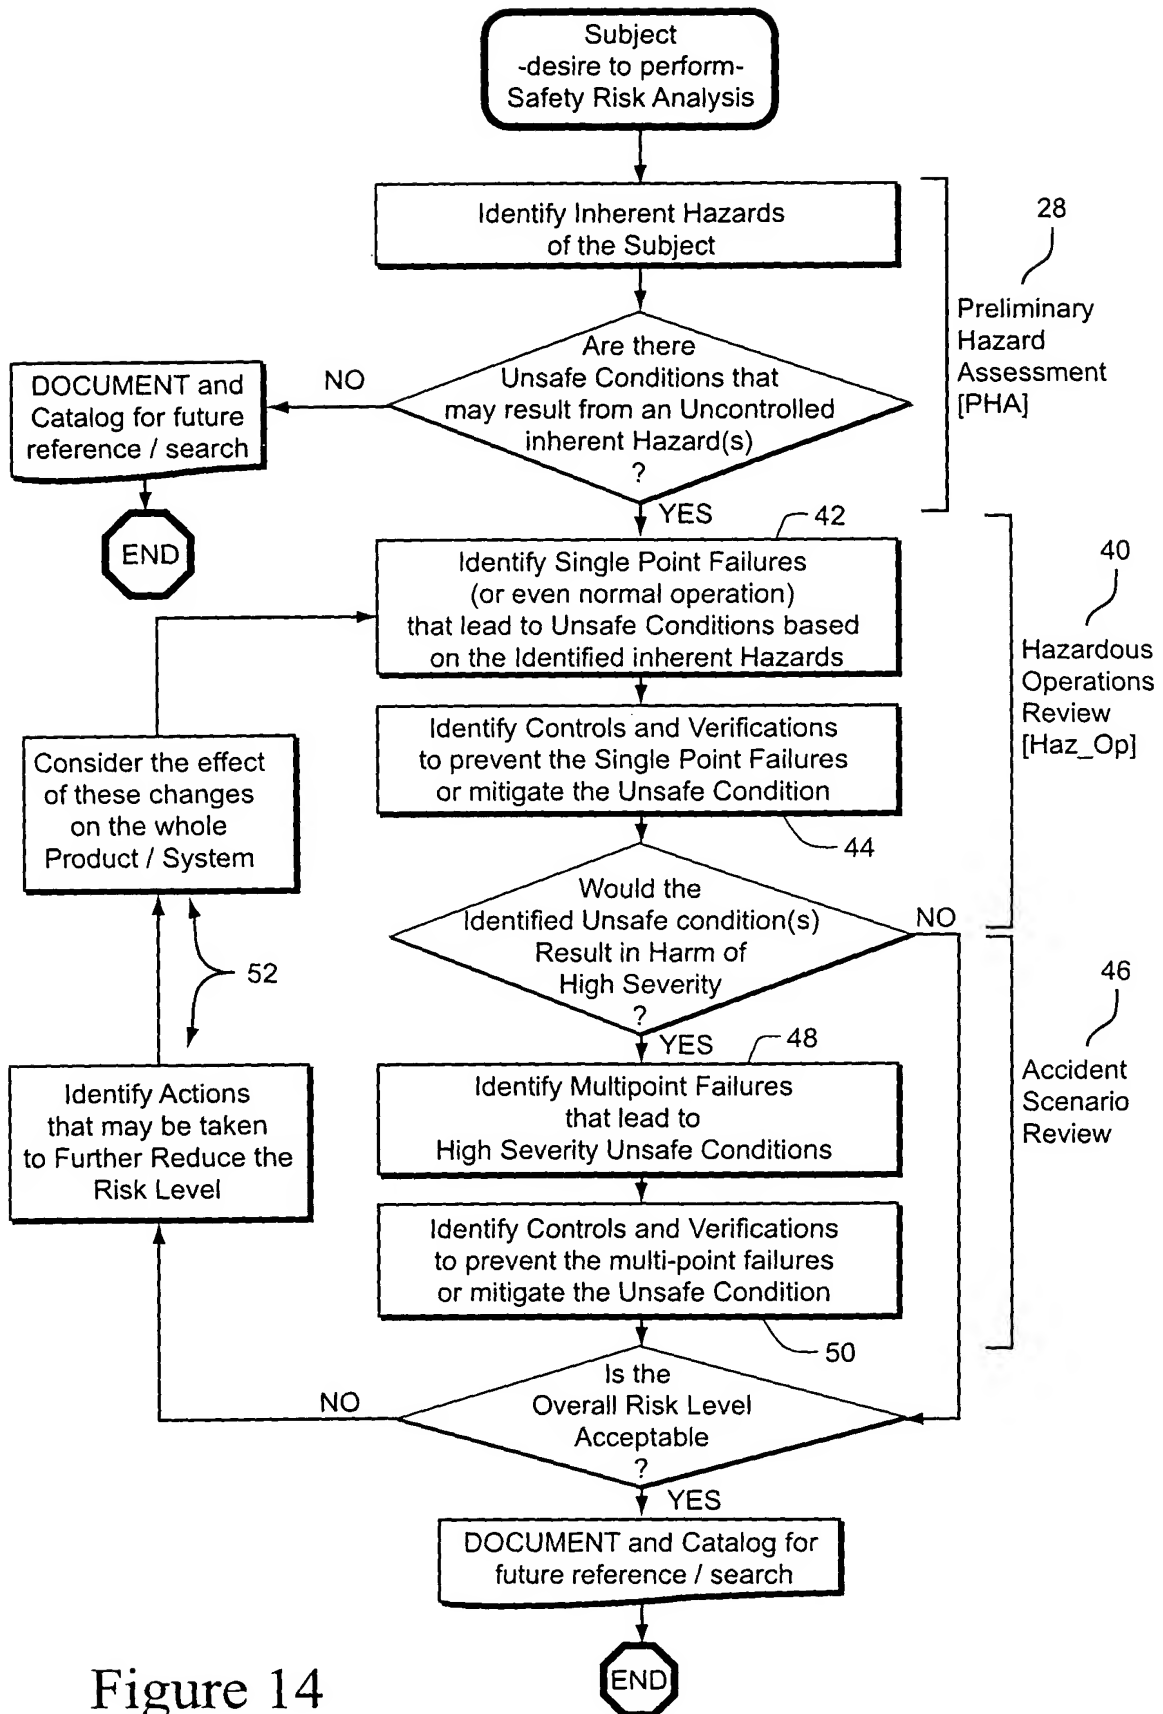 Subject
-desire to perform-
Safety Risk Analysis
Identify Inherent Hazards
of the Subject
28
Preliminary
Hazard
Assessment
[PHA]
Are there
Unsafe Conditions that
may result from an Uncontrolled
inherent Hazard(s)
?
NO
DOCUMENT and
Catalog for future
reference / search
END
YES
42
Identify Single Point Failures
(or even normal operation)
that lead to Unsafe Conditions based
on the Identified inherent Hazards
40
Hazardous
Operations
Review
[Haz_Op]
Identify Controls and Verifications
to prevent the Single Point Failures
or mitigate the Unsafe Condition
44
Consider the effect
of these changes
on the whole
Product / System
Would the
Identified Unsafe condition(s)
Result in Harm of
High Severity
?
NO
52
YES
48
46
Accident
Scenario
Review
Identify Multipoint Failures
that lead to
High Severity Unsafe Conditions
Identify Actions
that may be taken
to Further Reduce the
Risk Level
Identify Controls and Verifications
to prevent the multi-point failures
or mitigate the Unsafe Condition
50
Is the
Overall Risk Level
Acceptable
?
NO
YES
DOCUMENT and Catalog for
future reference / search
END
Figure 14